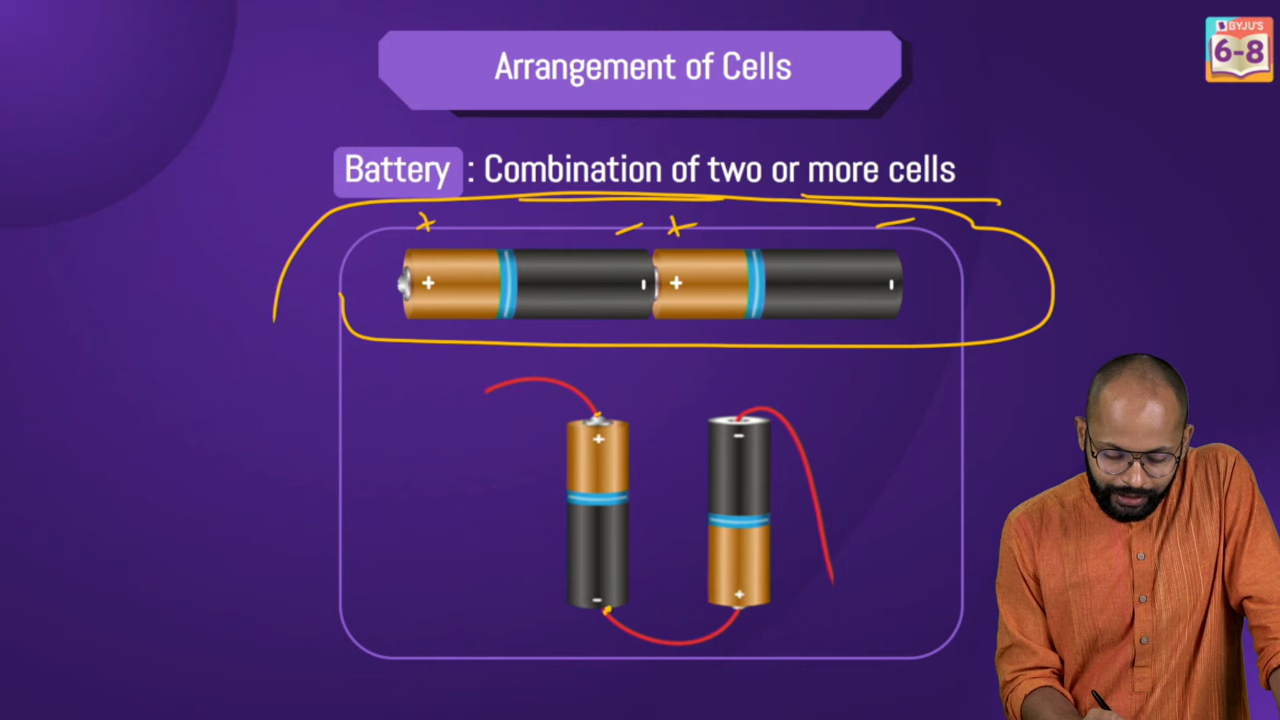 BYJU'S
6-8
Arrangement of Cells
Battery : Combination of two or more cells
+ - + -
+ - + -
+ -
- +